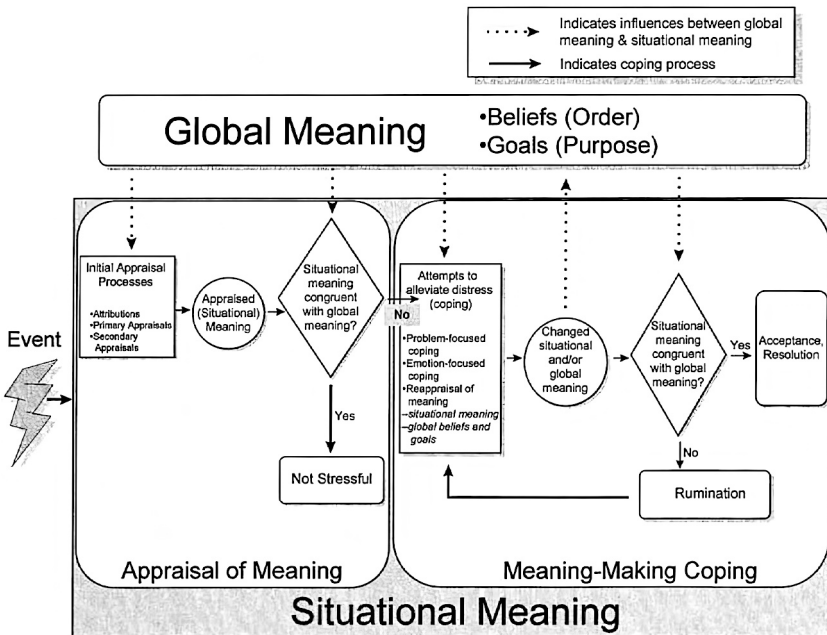 Indicates influences between global
meaning & situational meaning
Indicates coping process
Global Meaning
•Beliefs (Order)
•Goals (Purpose)
Event
Initial Appraisal
Processes
•Attributions
•Primary Appraisals
•Secondary
Appraisals
Appraised
(Situational)
Meaning
Situational
meaning
congruent
with global
meaning?
Yes
Not Stressful
No
Attempts to
alleviate distress
(coping)
•Problem-focused
coping
•Emotion-focused
coping
•Reappraisal of
meaning
--situational meaning
--global beliefs and
goals
Changed
situational
and/or global
meaning
Situational
meaning
congruent
with global
meaning?
Yes
Acceptance,
Resolution
No
Rumination
Appraisal of Meaning
Meaning-Making Coping
Situational Meaning